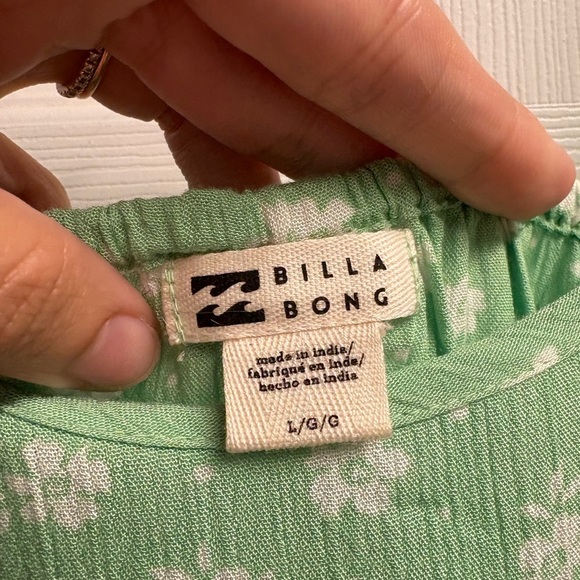 BILLA
BONG
made in india/
fabriqué en inde/
hecho en india
L/G/G